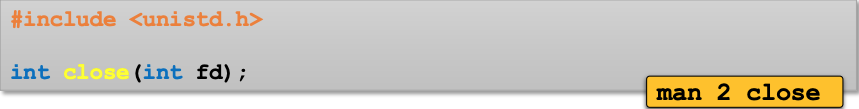 #include <unistd.h>
int close(int fd);
man 2 close